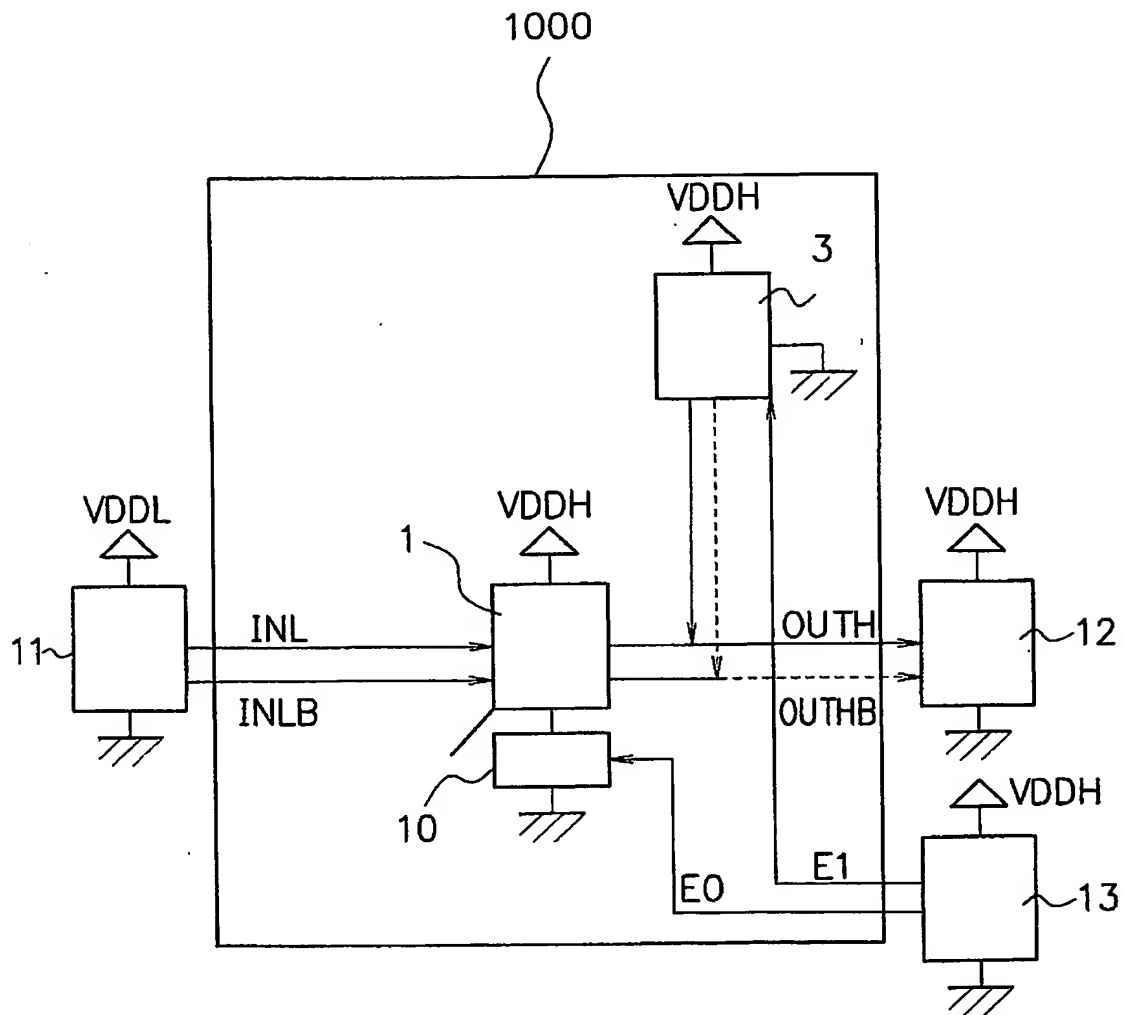 1000
VDDH
3
VDDL
VDDH
VDDH
1
11
INL
OUTH
12
INLB
OUTHB
VDDH
10
E1
E0
13